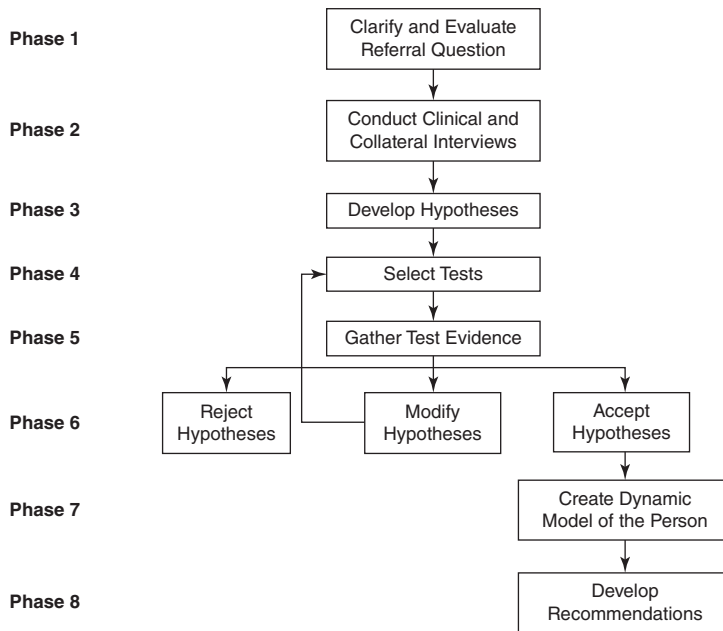 Phase 1
Clarify and Evaluate
Referral Question
Phase 2
Conduct Clinical and
Collateral Interviews
Phase 3
Develop Hypotheses
Phase 4
Select Tests
Phase 5
Gather Test Evidence
Phase 6
Reject
Hypotheses
Modify
Hypotheses
Accept
Hypotheses
Phase 7
Create Dynamic
Model of the Person
Phase 8
Develop
Recommendations